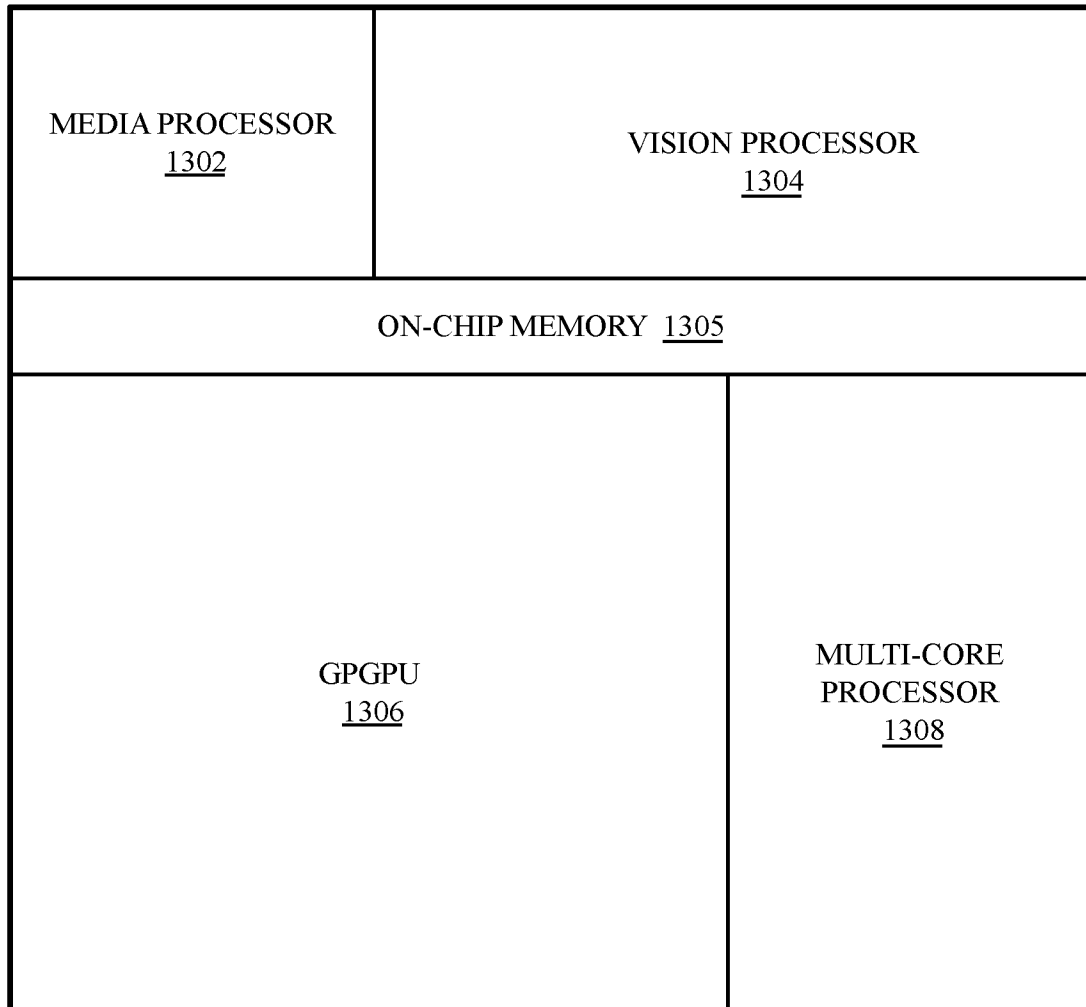 MEDIA PROCESSOR
1302
VISION PROCESSOR
1304
ON-CHIP MEMORY 1305
GPGPU
1306
MULTI-CORE
PROCESSOR
1308